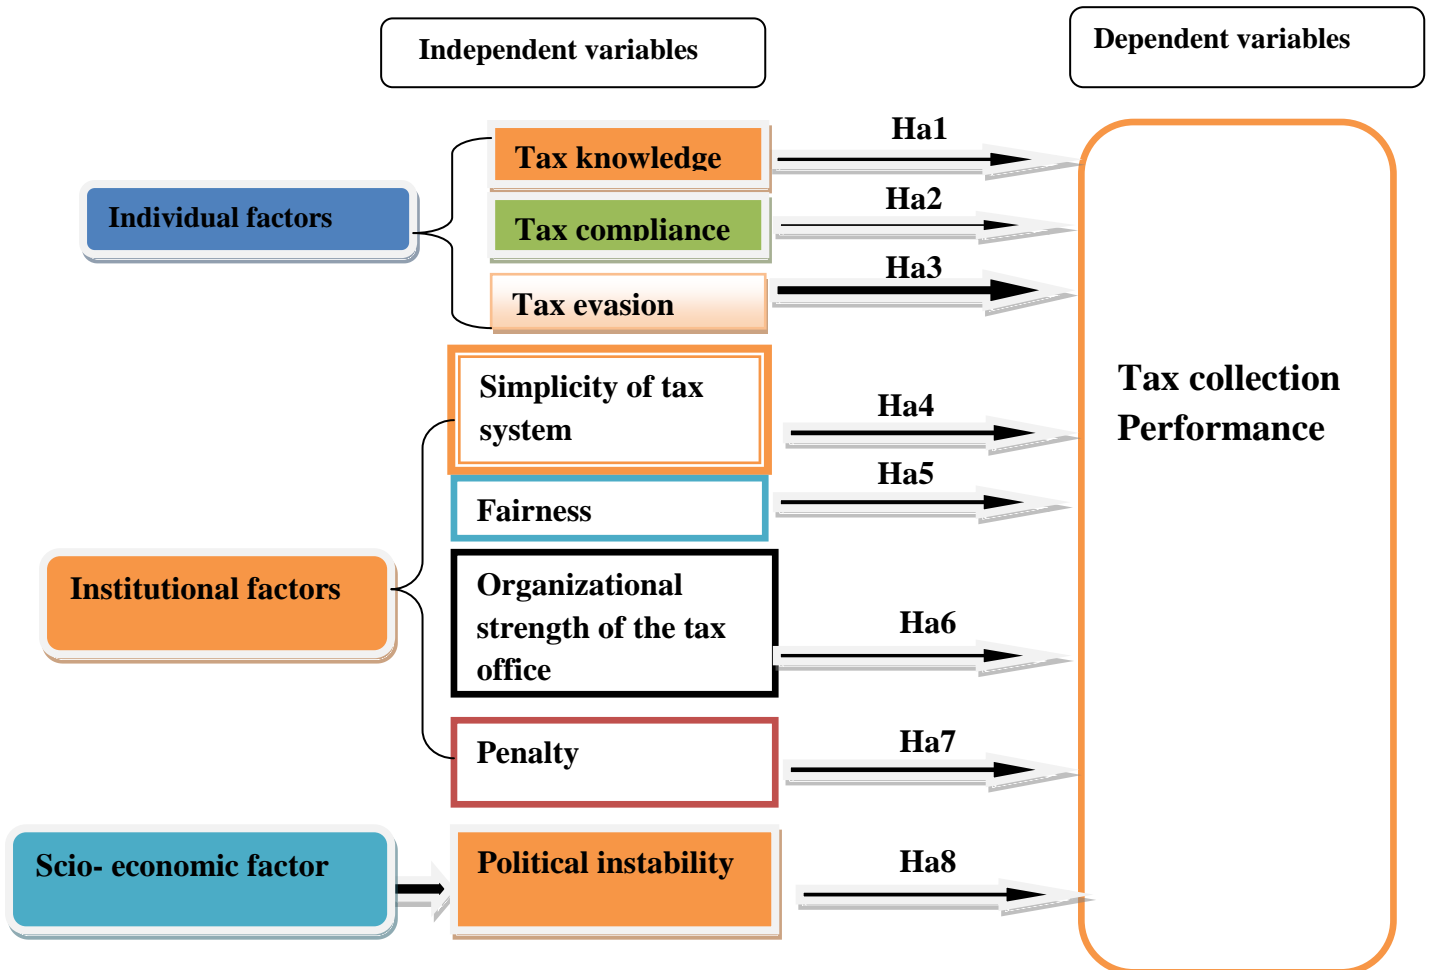 Independent variables
Dependent variables
Ha1
Tax knowledge
Individual factors
Ha2
Tax compliance
Ha3
Tax evasion
Simplicity of tax
system
Ha4
Tax collection
Performance
Ha5
Fairness
Institutional factors
Organizational
strength of the tax
office
Ha6
Penalty
Ha7
Scio- economic factor
Political instability
Ha8